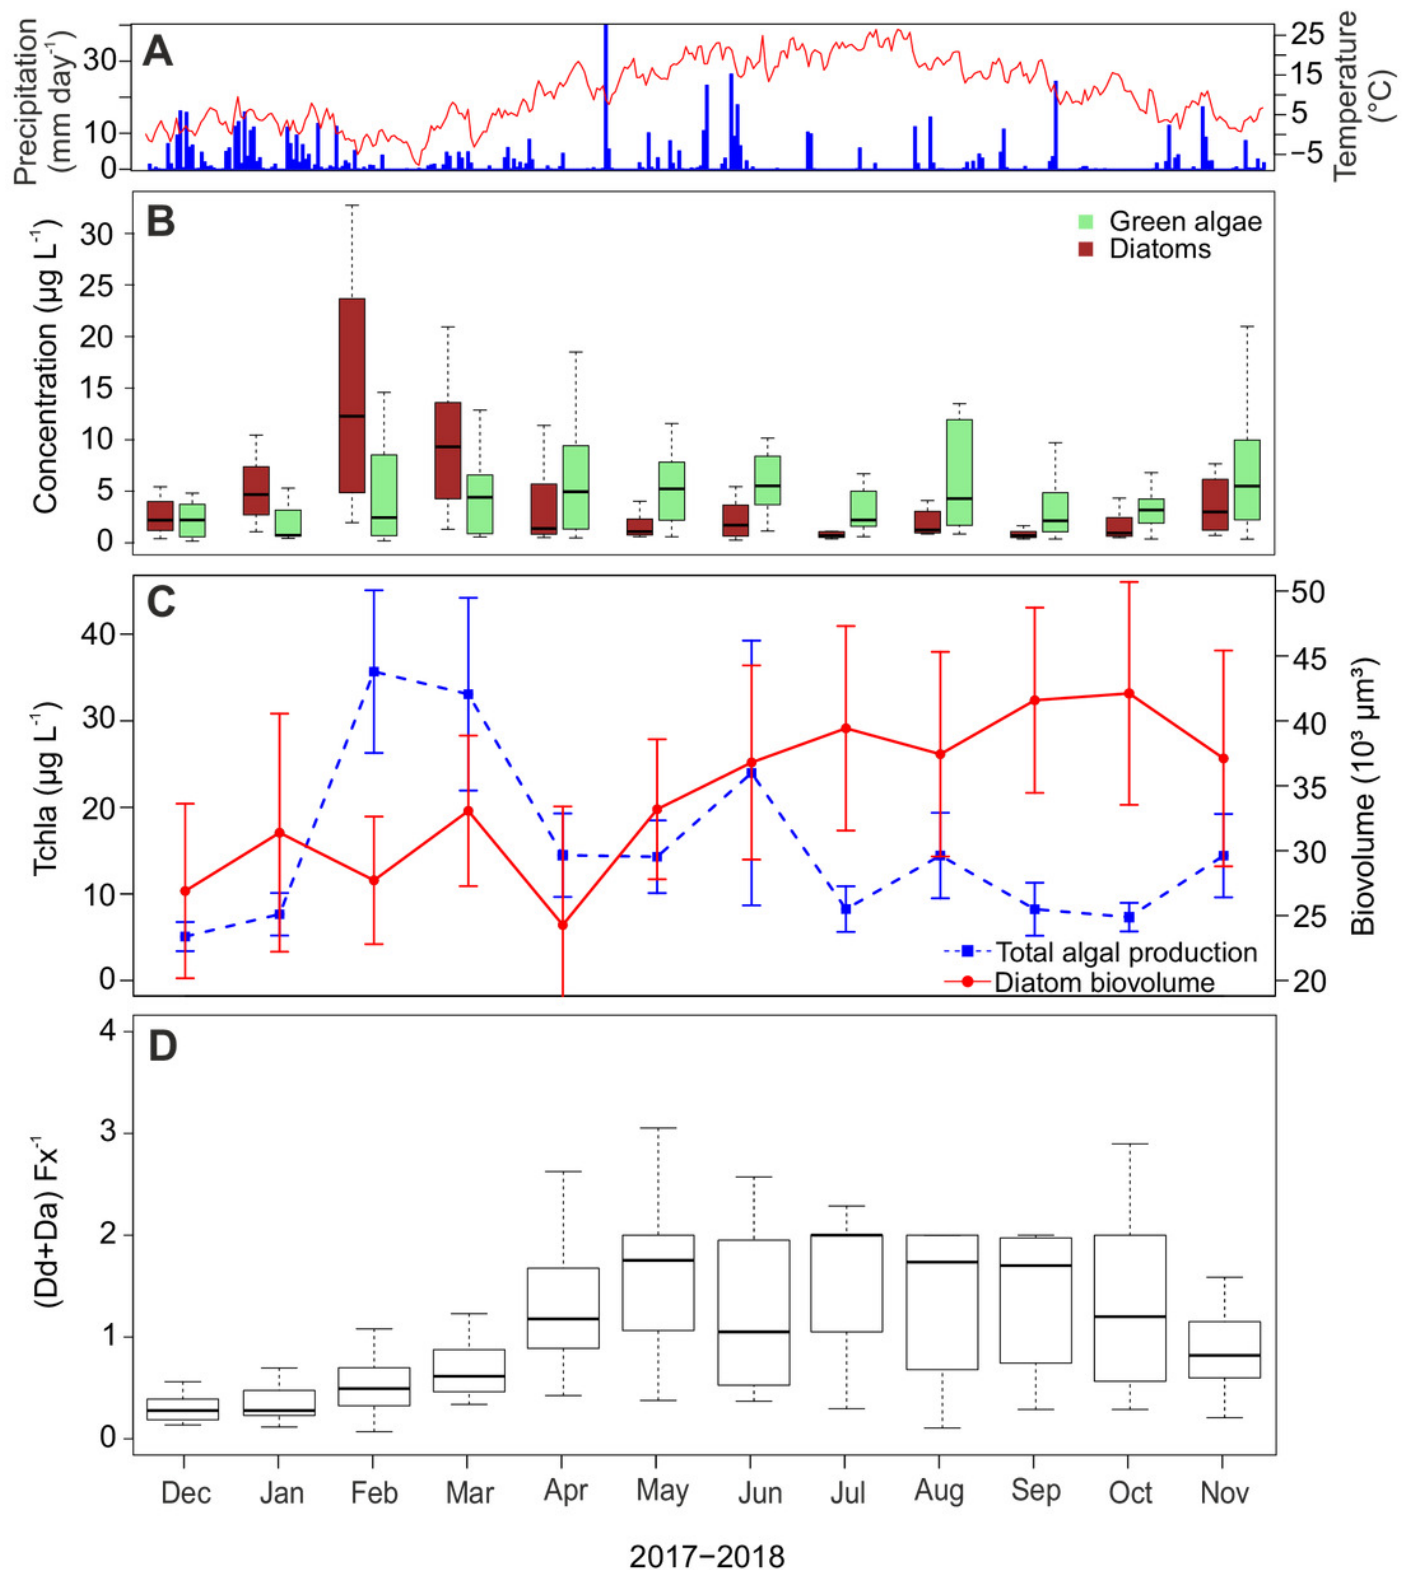 A
Precipitation
(mm day⁻¹)
30
10
0
25
15
5
−5
Temperature
(°C)
B
Green algae
Diatoms
Concentration (µg L⁻¹)
30
25
20
15
10
5
0
C
Tchla (µg L⁻¹)
40
30
20
10
0
50
45
40
35
30
25
20
Biovolume (10³ µm³)
Total algal production
Diatom biovolume
D
(Dd+Da) Fx⁻¹
4
3
2
1
0
Dec Jan Feb Mar Apr May Jun Jul Aug Sep Oct Nov
2017−2018